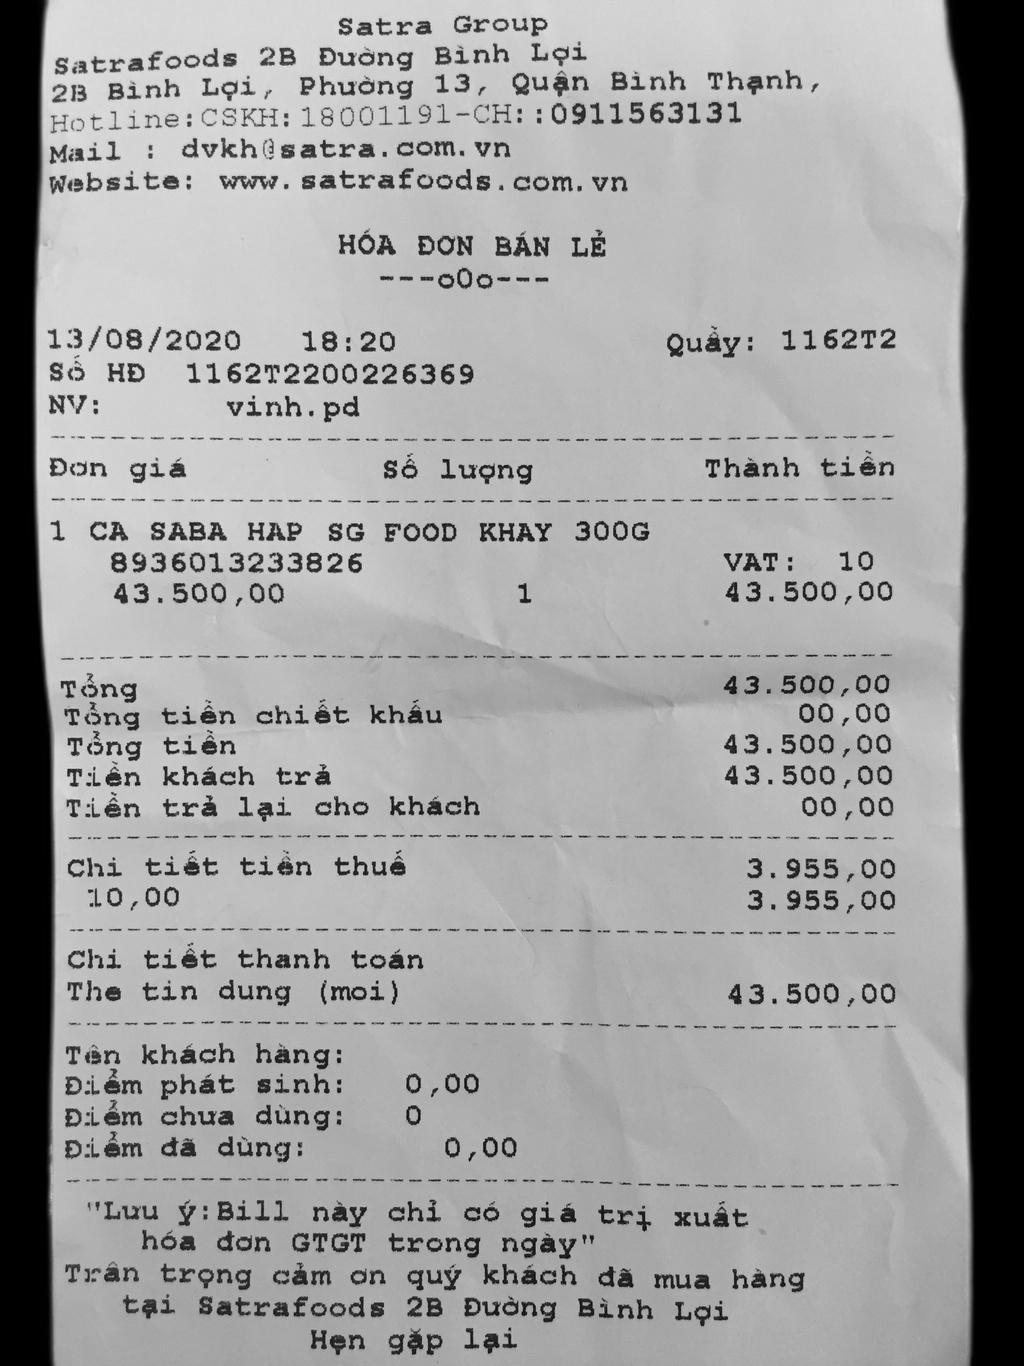 Satra Group
Satrafoods 2B Đường Bình Lợi
2B Bình Lợi, Phường 13, Quận Bình Thạnh,
Hotline:CSKH:18001191-CH::0911563131
Mail : dvkh@satra.com.vn
Website: www.satrafoods.com.vn
HÓA ĐƠN BÁN LẺ
---oOo---
13/08/2020 18:20 Quầy: 1162T2
Số HĐ 1162T2200226369
NV: vinh.pd
Đơn giá Số lượng Thành tiền
1 CA SABA HAP SG FOOD KHAY 300G
8936013233826 VAT: 10
43.500,00 1 43.500,00
Tổng 43.500,00
Tổng tiền chiết khấu 00,00
Tổng tiền 43.500,00
Tiền khách trả 43.500,00
Tiền trả lại cho khách 00,00
Chi tiết tiền thuế 3.955,00
10,00 3.955,00
Chi tiết thanh toán
The tin dung (moi) 43.500,00
Tên khách hàng:
Điểm phát sinh: 0,00
Điểm chưa dùng: 0
Điểm đã dùng: 0,00
"Lưu ý:Bill này chỉ có giá trị xuất
hóa đơn GTGT trong ngày"
Trân trọng cảm ơn quý khách đã mua hàng
tại Satrafoods 2B Đường Bình Lợi
Hẹn gặp lại